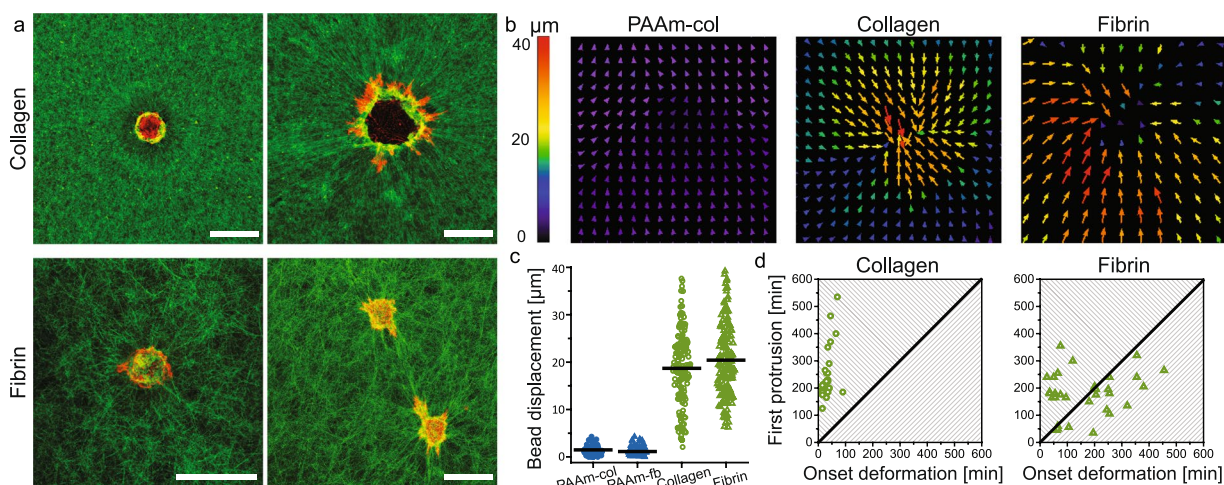 a
Collagen
Fibrin
b
µm
40
20
0
PAAm-col
Collagen
Fibrin
c
Bead displacement [µm]
40
30
20
10
0
PAAm-col
PAAm-fb
Collagen
Fibrin
d
Collagen
Fibrin
First protrusion [min]
600
500
400
300
200
100
0
0 100 200 300 400 500 600
Onset deformation [min]
600
500
400
300
200
100
0
0 100 200 300 400 500 600
Onset deformation [min]